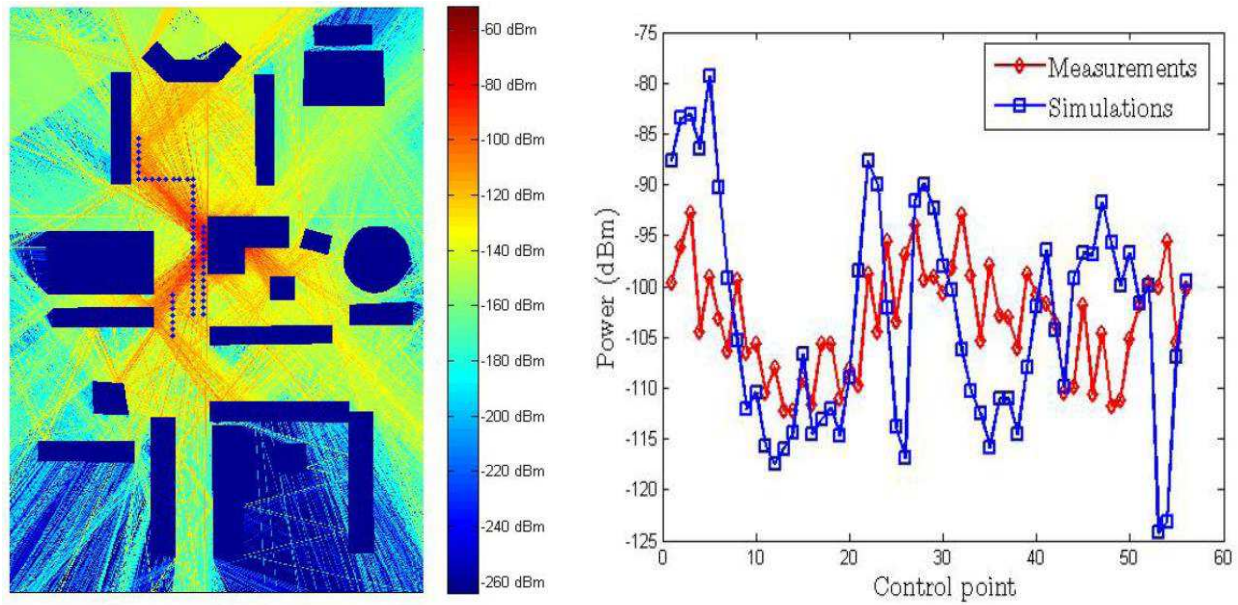 -60 dBm
-80 dBm
-100 dBm
-120 dBm
-140 dBm
-160 dBm
-180 dBm
-200 dBm
-220 dBm
-240 dBm
-260 dBm
-75
-80
-85
-90
-95
-100
-105
-110
-115
-120
-125
Power (dBm)
Measurements
Simulations
0
10
20
30
40
50
60
Control point